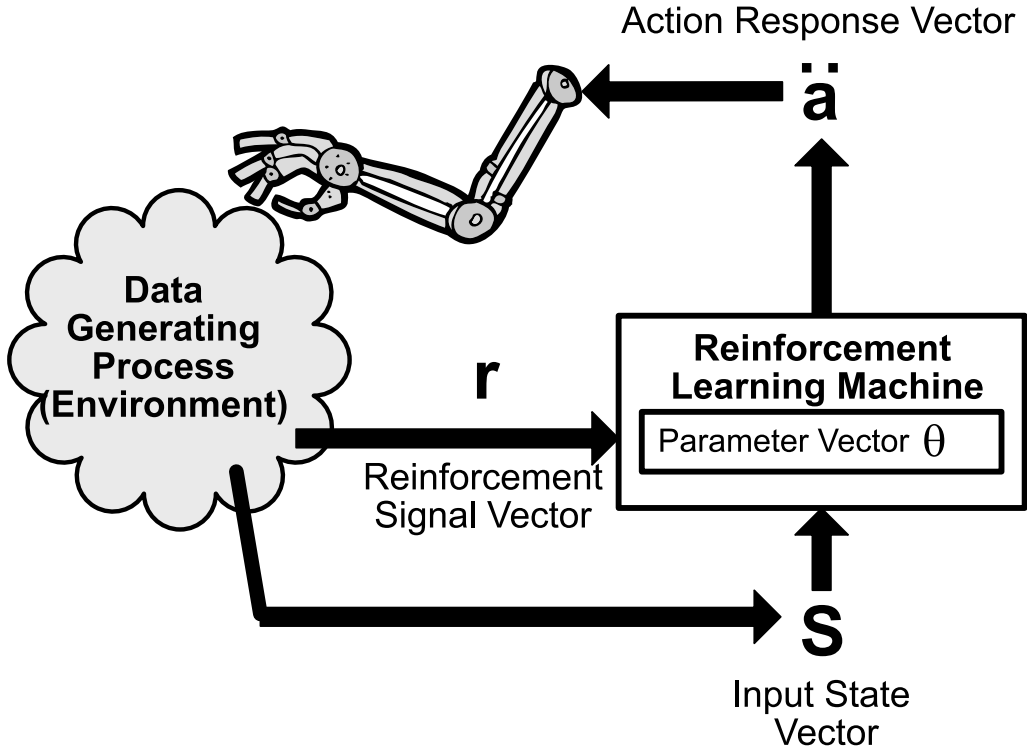 Action Response Vector
ä
Data
Generating
Process
(Environment)
r
Reinforcement
Signal Vector
Reinforcement
Learning Machine
Parameter Vector θ
S
Input State
Vector